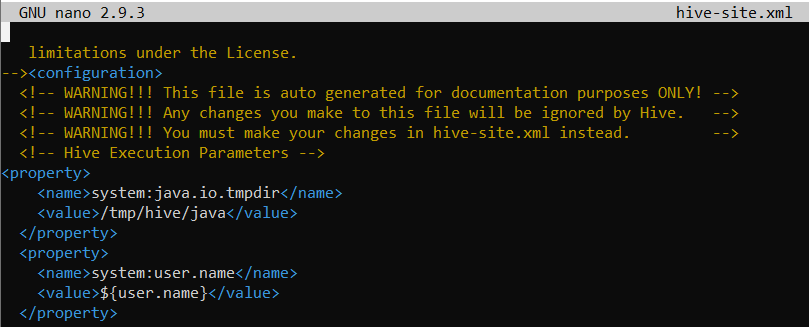 GNU nano 2.9.3 hive-site.xml
limitations under the License.
--><configuration>
<!-- WARNING!!! This file is auto generated for documentation purposes ONLY! -->
<!-- WARNING!!! Any changes you make to this file will be ignored by Hive. -->
<!-- WARNING!!! You must make your changes in hive-site.xml instead. -->
<!-- Hive Execution Parameters -->
<property>
<name>system:java.io.tmpdir</name>
<value>/tmp/hive/java</value>
</property>
<property>
<name>system:user.name</name>
<value>${user.name}</value>
</property>